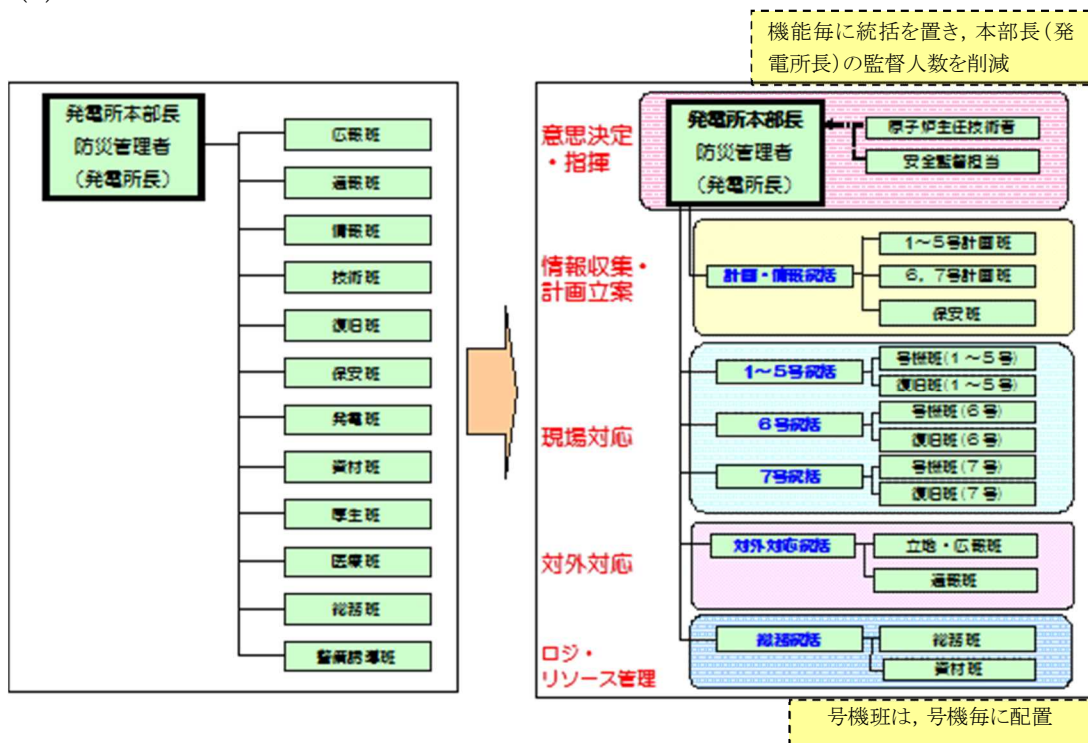 機能毎に統括を置き，本部長（発
電所長）の監督人数を削減
発電所本部長
防災管理者
（発電所長）
広報班
通報班
情報班
技術班
復旧班
保安班
発電班
資材班
厚生班
医療班
総務班
警備誘導班
意思決定
・指揮
発電所本部長
防災管理者
（発電所長）
原子炉主任技術者
安全監督担当
情報収集・
計画立案
計画・情報統括
1～5号計画班
6，7号計画班
保安班
現場対応
1～5号統括
号機班(1～5号)
復旧班(1～5号)
6号統括
号機班(6号)
復旧班(6号)
7号統括
号機班(7号)
復旧班(7号)
対外対応
対外対応統括
立地・広報班
通報班
ロジ・
リソース管理
総務統括
総務班
資材班
号機班は，号機毎に配置